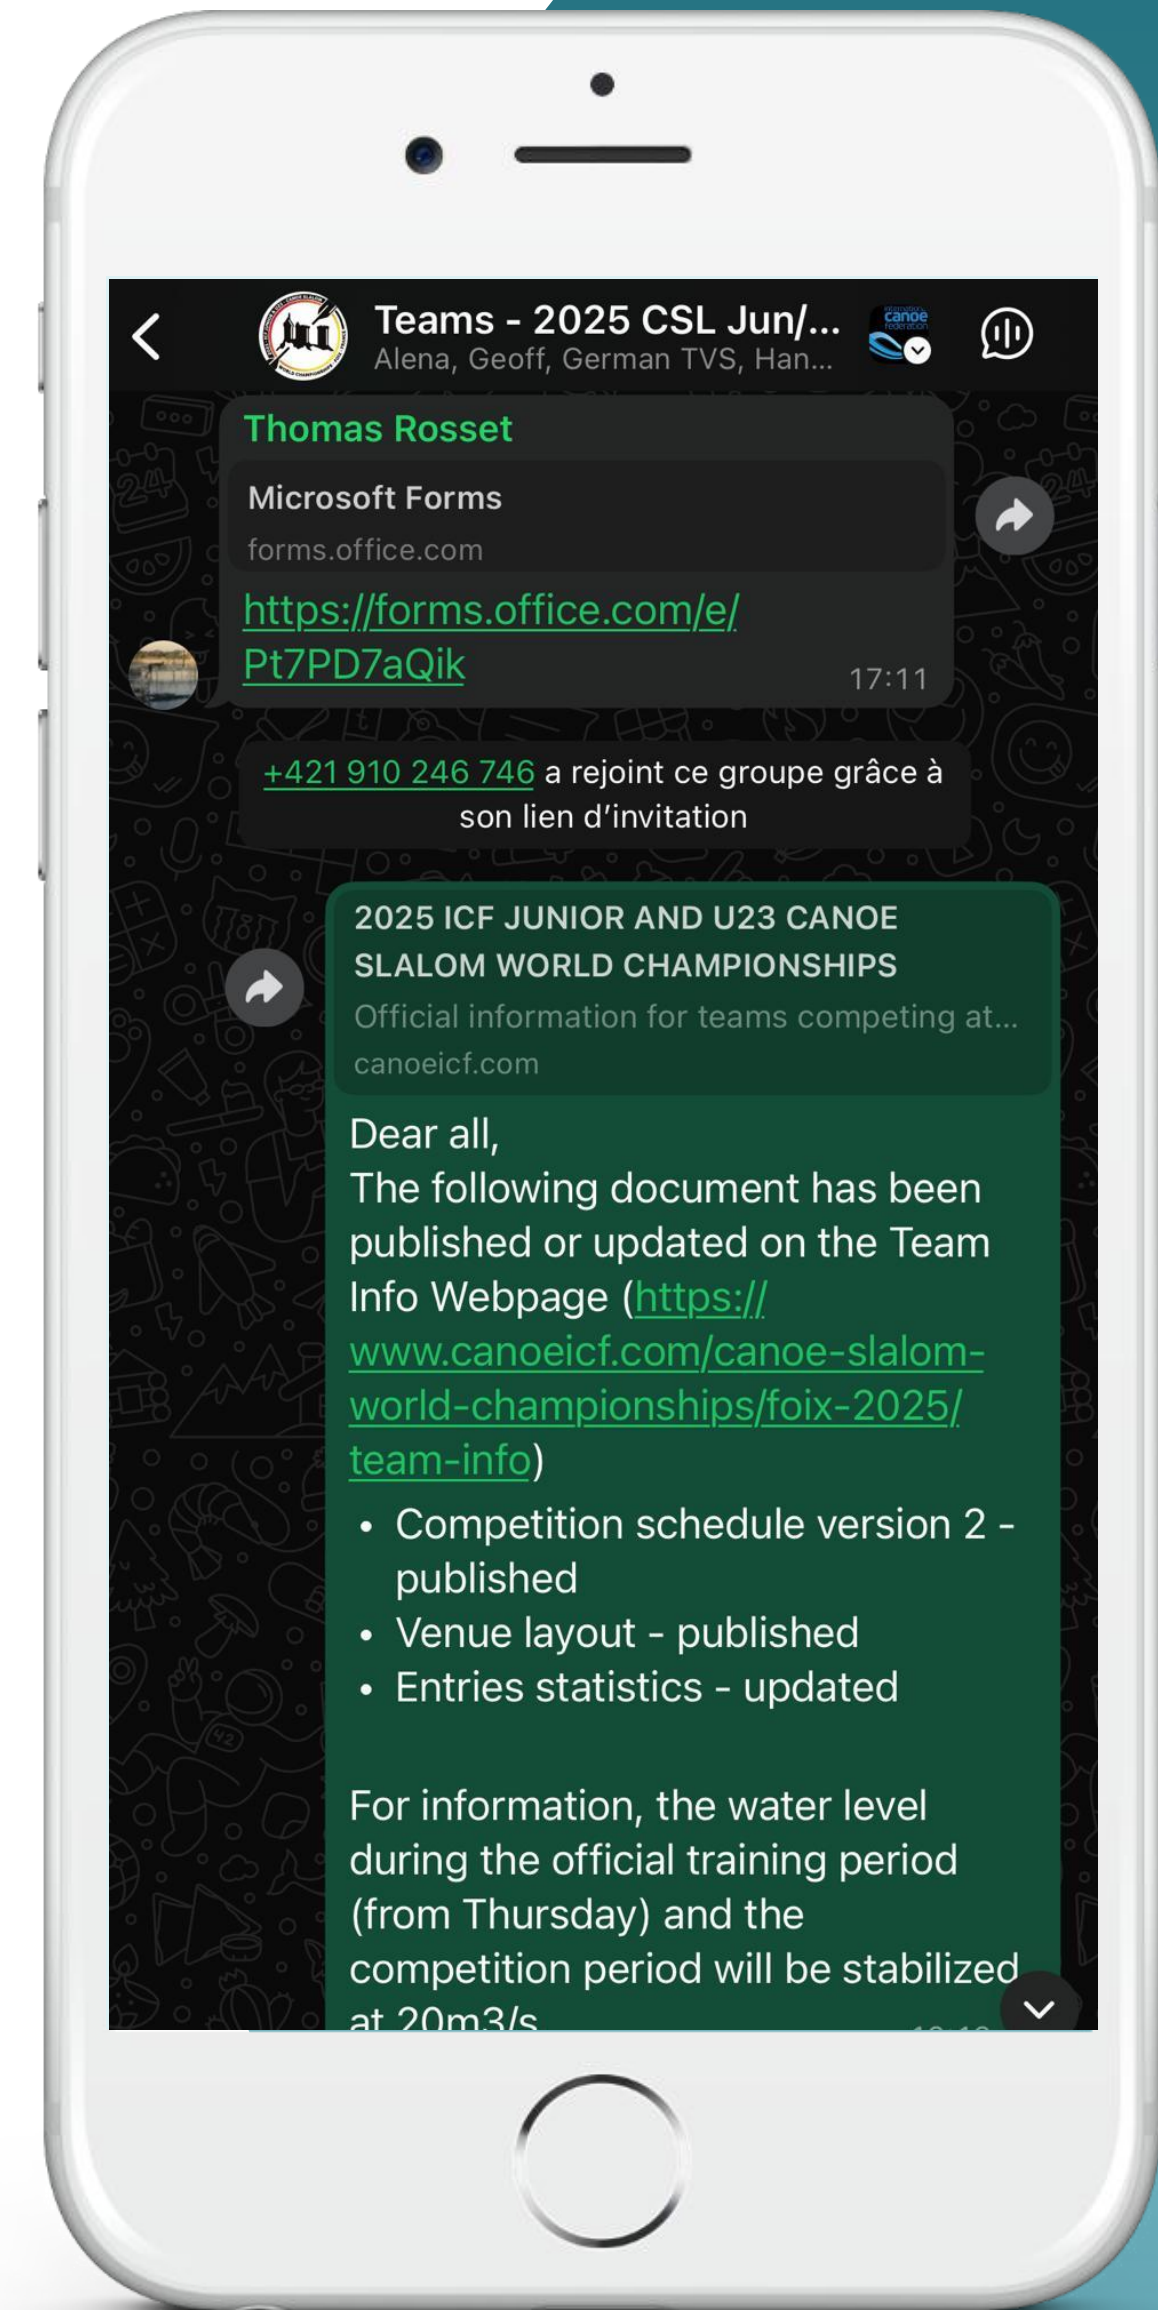 Teams - 2025 CSL Jun/...
Alena, Geoff, German TVS, Han...
international
canoe
federation
Thomas Rosset
Microsoft Forms
forms.office.com
https://forms.office.com/e/
Pt7PD7aQik
17:11
+421 910 246 746 a rejoint ce groupe grâce à
son lien d’invitation
2025 ICF JUNIOR AND U23 CANOE
SLALOM WORLD CHAMPIONSHIPS
Official information for teams competing at...
canoeicf.com
Dear all,
The following document has been
published or updated on the Team
Info Webpage (https://
www.canoeicf.com/canoe-slalom-
world-championships/foix-2025/
team-info)
• Competition schedule version 2 -
published
• Venue layout - published
• Entries statistics - updated
For information, the water level
during the official training period
(from Thursday) and the
competition period will be stabilized
at 20m3/s